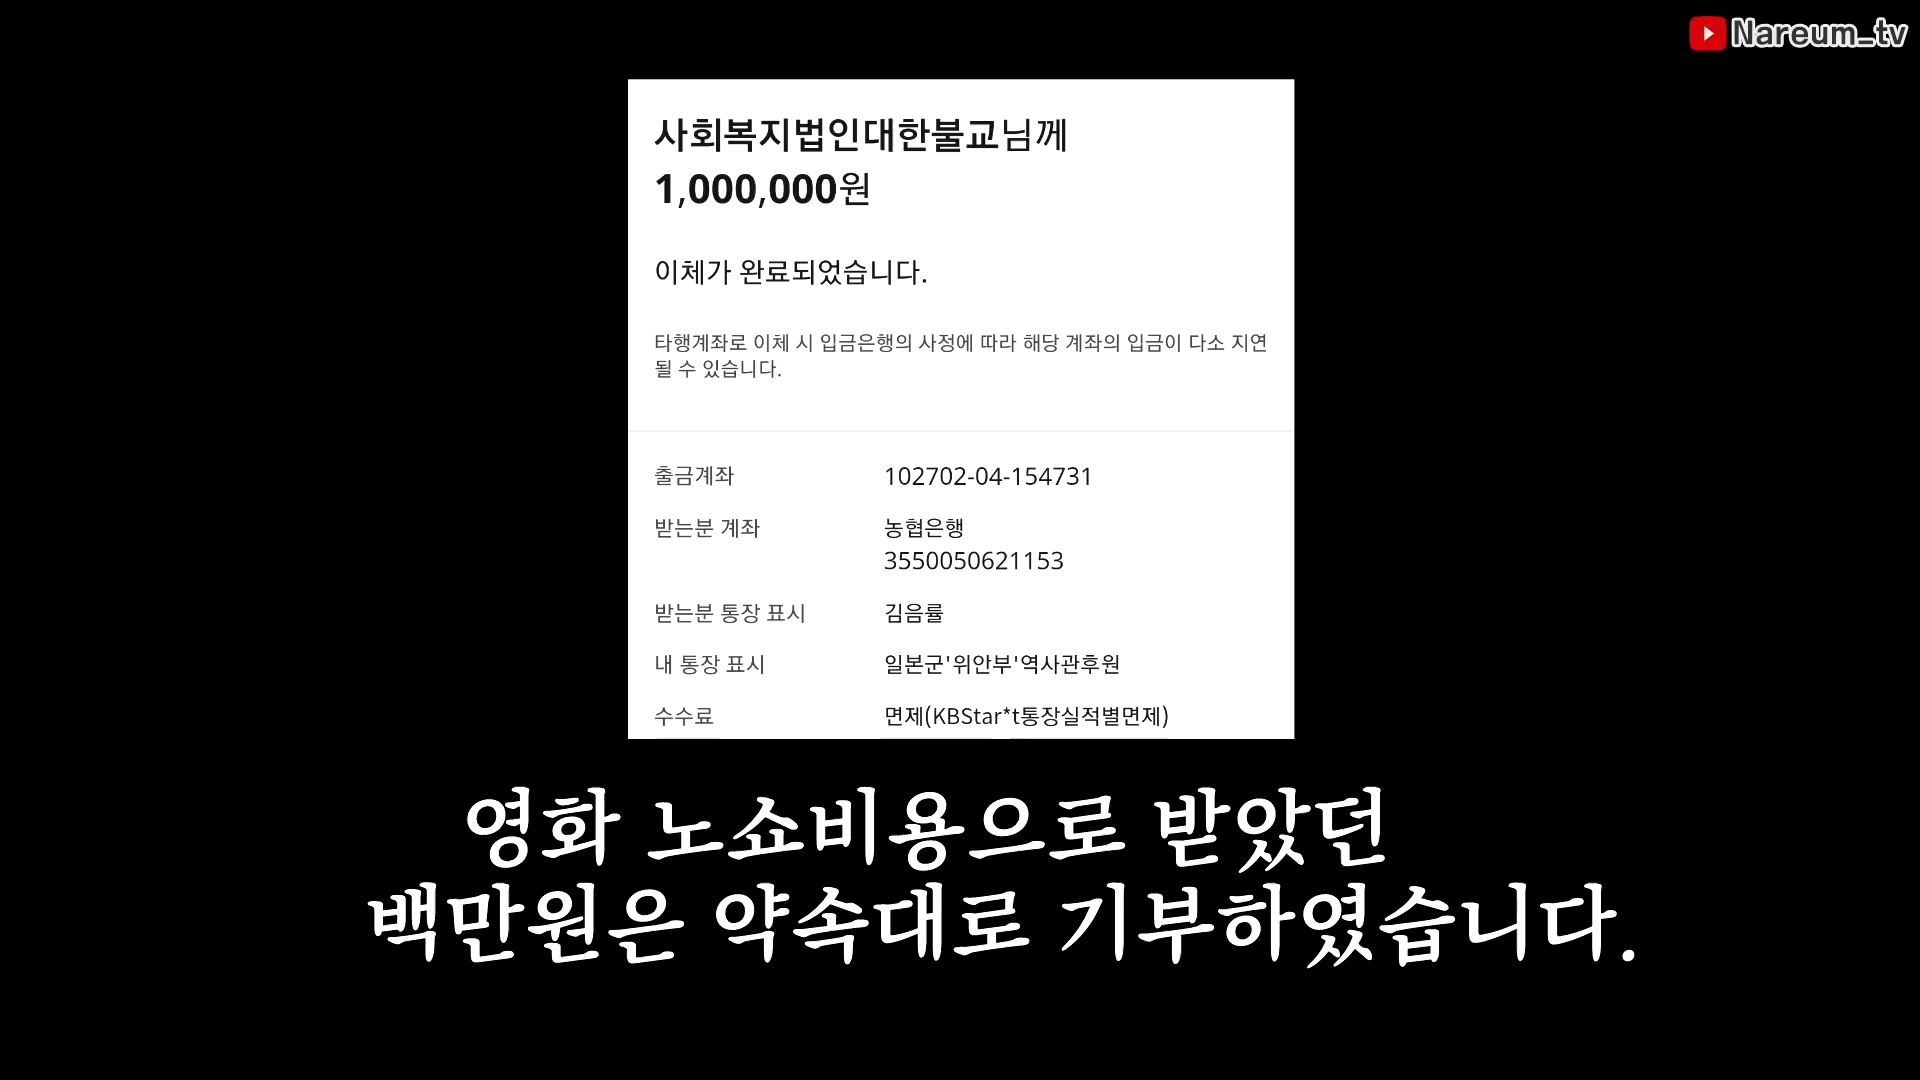 Nareum_tv
사회복지법인대한불교님께
1,000,000원
이체가 완료되었습니다.
타행계좌로 이체 시 입금은행의 사정에 따라 해당 계좌의 입금이 다소 지연
될 수 있습니다.
출금계좌 102702-04-154731
받는분 계좌 농협은행
3550050621153
받는분 통장 표시 김음률
내 통장 표시 일본군'위안부'역사관후원
수수료 면제(KBStar*t통장실적별면제)
영화 노쇼비용으로 받았던
백만원은 약속대로 기부하였습니다.